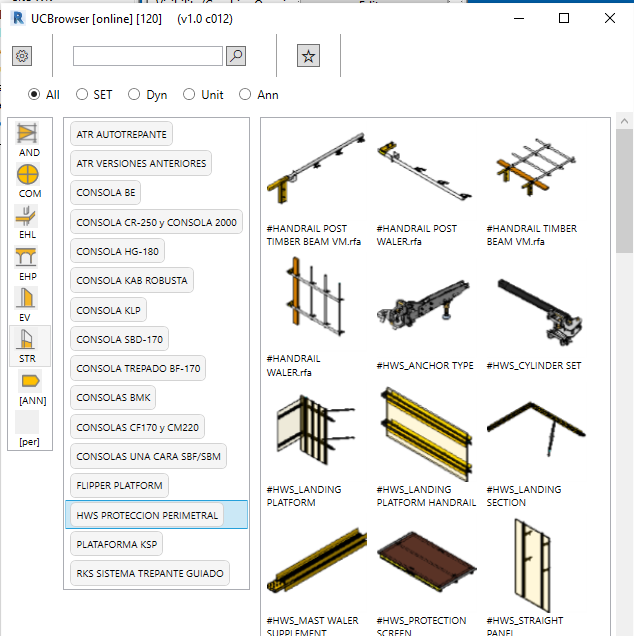 UCBrowser [online] [120] (v1.0 c012)
All SET Dyn Unit Ann
AND
COM
EHL
EHP
EV
STR
[ANN]
[per]
ATR AUTOTREPANTE
ATR VERSIONES ANTERIORES
CONSOLA BE
CONSOLA CR-250 y CONSOLA 2000
CONSOLA HG-180
CONSOLA KAB ROBUSTA
CONSOLA KLP
CONSOLA SBD-170
CONSOLA TREPADO BF-170
CONSOLAS BMK
CONSOLAS CF170 y CM220
CONSOLAS UNA CARA SBF/SBM
FLIPPER PLATFORM
HWS PROTECCION PERIMETRAL
PLATAFORMA KSP
RKS SISTEMA TREPANTE GUIADO
#HANDRAIL POST
TIMBER BEAM VM.rfa
#HANDRAIL POST
WALER.rfa
#HANDRAIL TIMBER
BEAM VM.rfa
#HANDRAIL
WALER.rfa
#HWS_ANCHOR TYPE
#HWS_CYLINDER SET
#HWS_LANDING
PLATFORM
#HWS_LANDING
PLATFORM HANDRAIL
#HWS_LANDING
SECTION
#HWS_MAST WALER
SUPPLEMENT
#HWS_PROTECTION
SCREEN
#HWS_STRAIGHT
PANEL